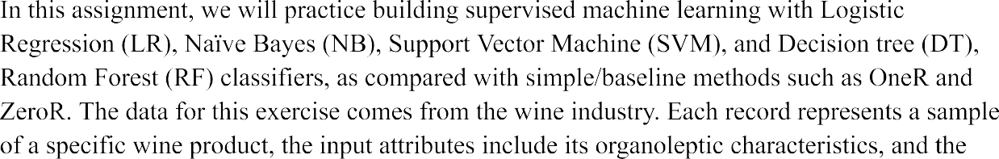 In this assignment, we will practice building supervised machine learning with Logistic
Regression (LR), Naïve Bayes (NB), Support Vector Machine (SVM), and Decision tree (DT),
Random Forest (RF) classifiers, as compared with simple/baseline methods such as OneR and
ZeroR. The data for this exercise comes from the wine industry. Each record represents a sample
of a specific wine product, the input attributes include its organoleptic characteristics, and the